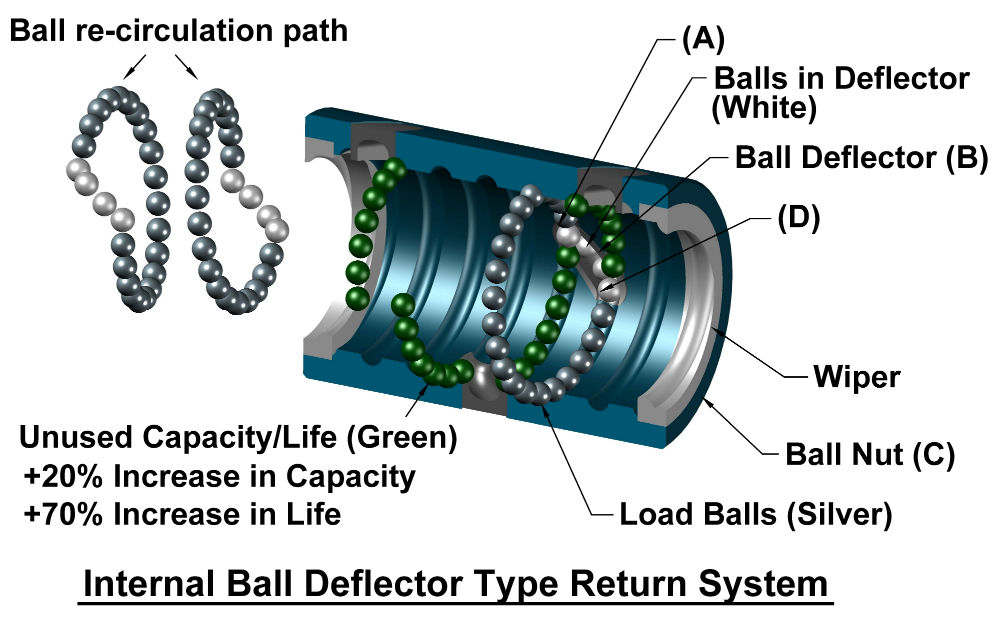 Ball re-circulation path
(A)
Balls in Deflector
(White)
Ball Deflector (B)
(D)
Wiper
Ball Nut (C)
Load Balls (Silver)
Unused Capacity/Life (Green)
+20% Increase in Capacity
+70% Increase in Life
Internal Ball Deflector Type Return System